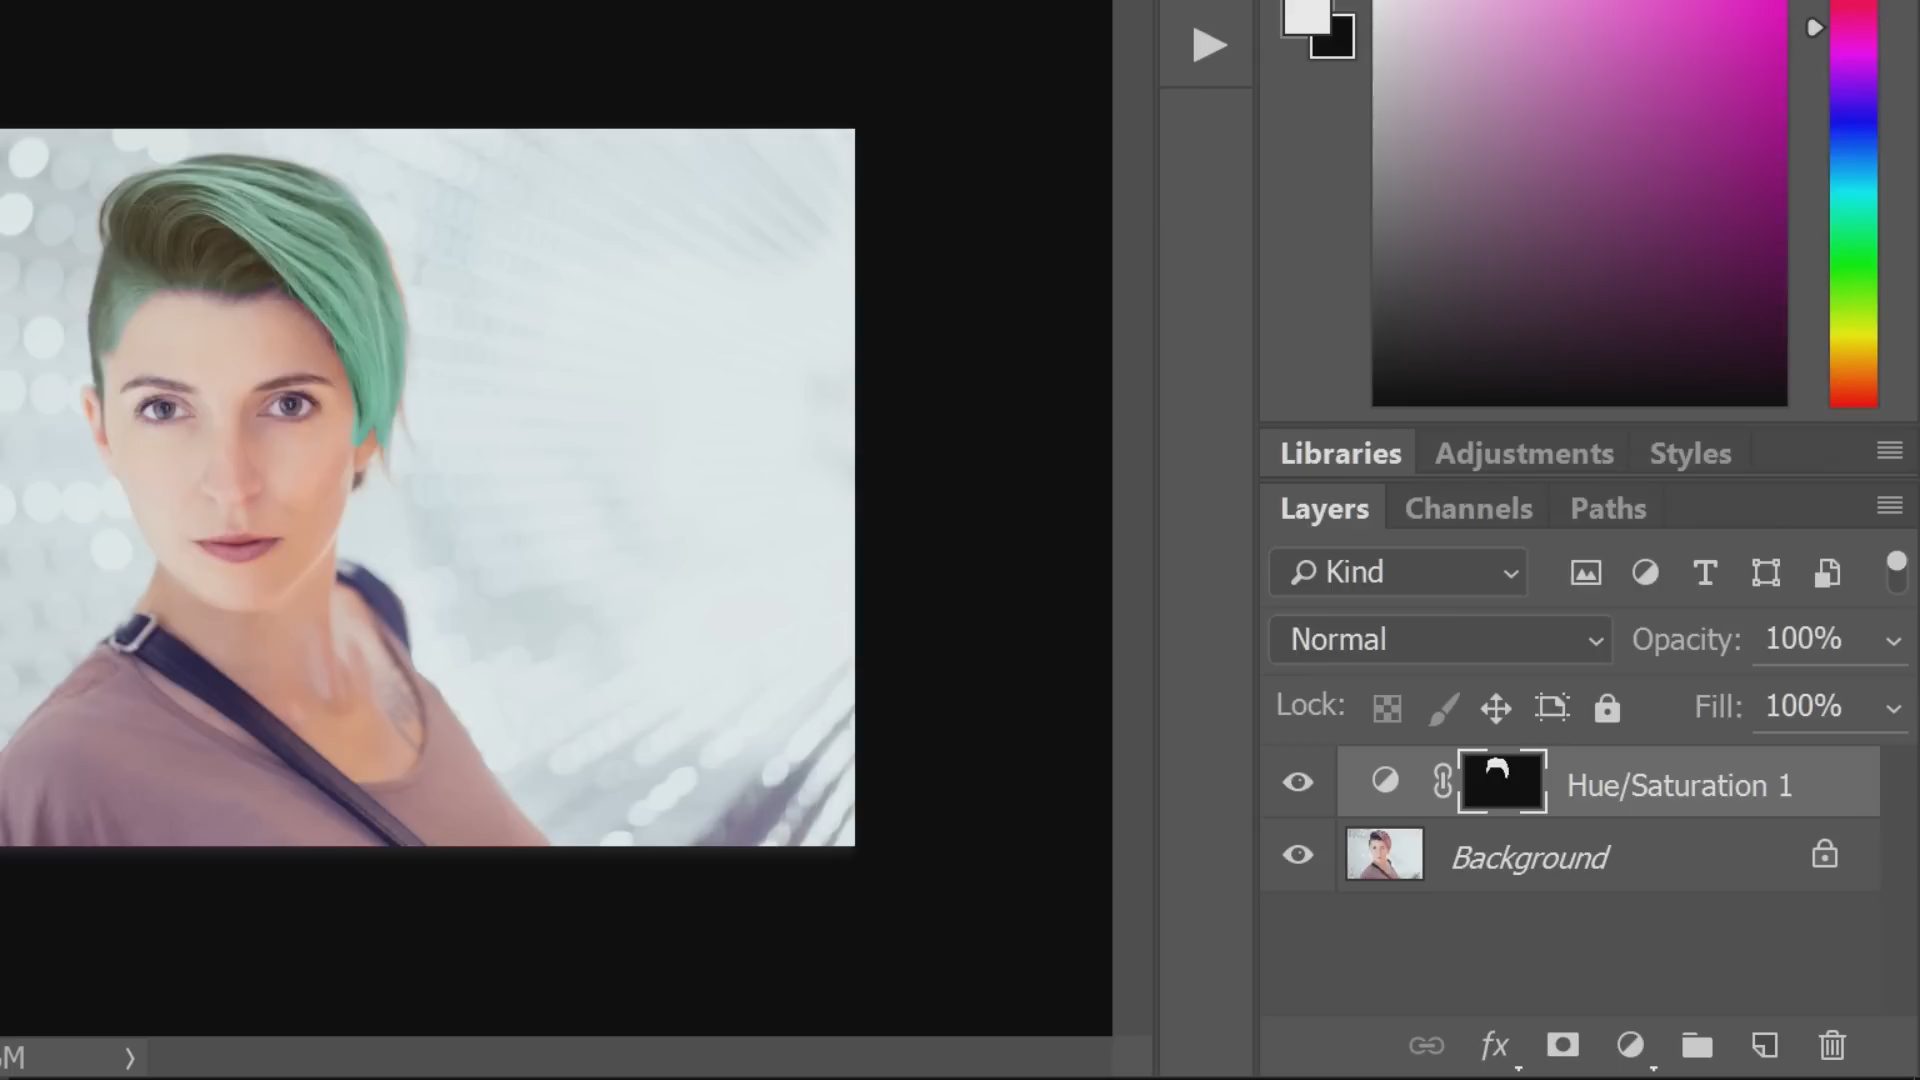 Libraries Adjustments Styles
Layers Channels Paths
Kind
Normal Opacity: 100%
Lock: Fill: 100%
Hue/Saturation 1
Background
M fx